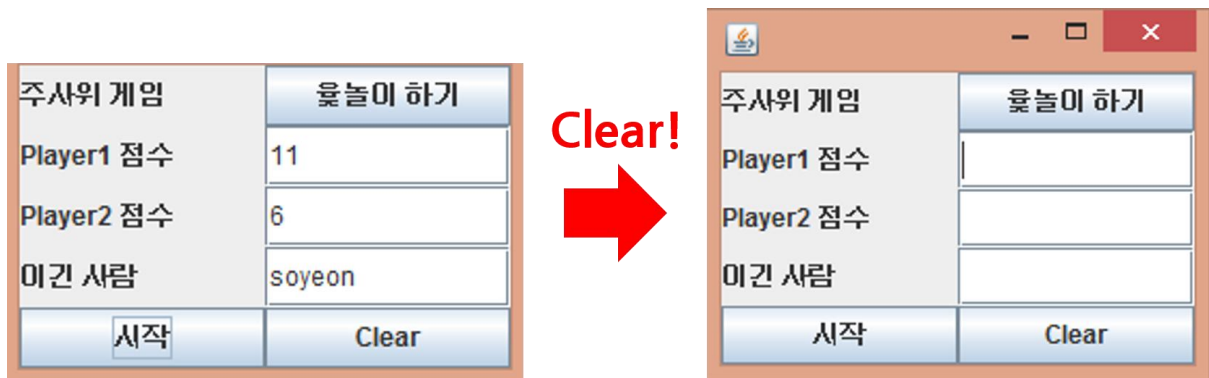 주사위 게임
윷놀이 하기
Player1 점수
11
Player2 점수
6
이긴 사람
soyeon
시작
Clear
Clear!
주사위 게임
윷놀이 하기
Player1 점수
Player2 점수
이긴 사람
시작
Clear